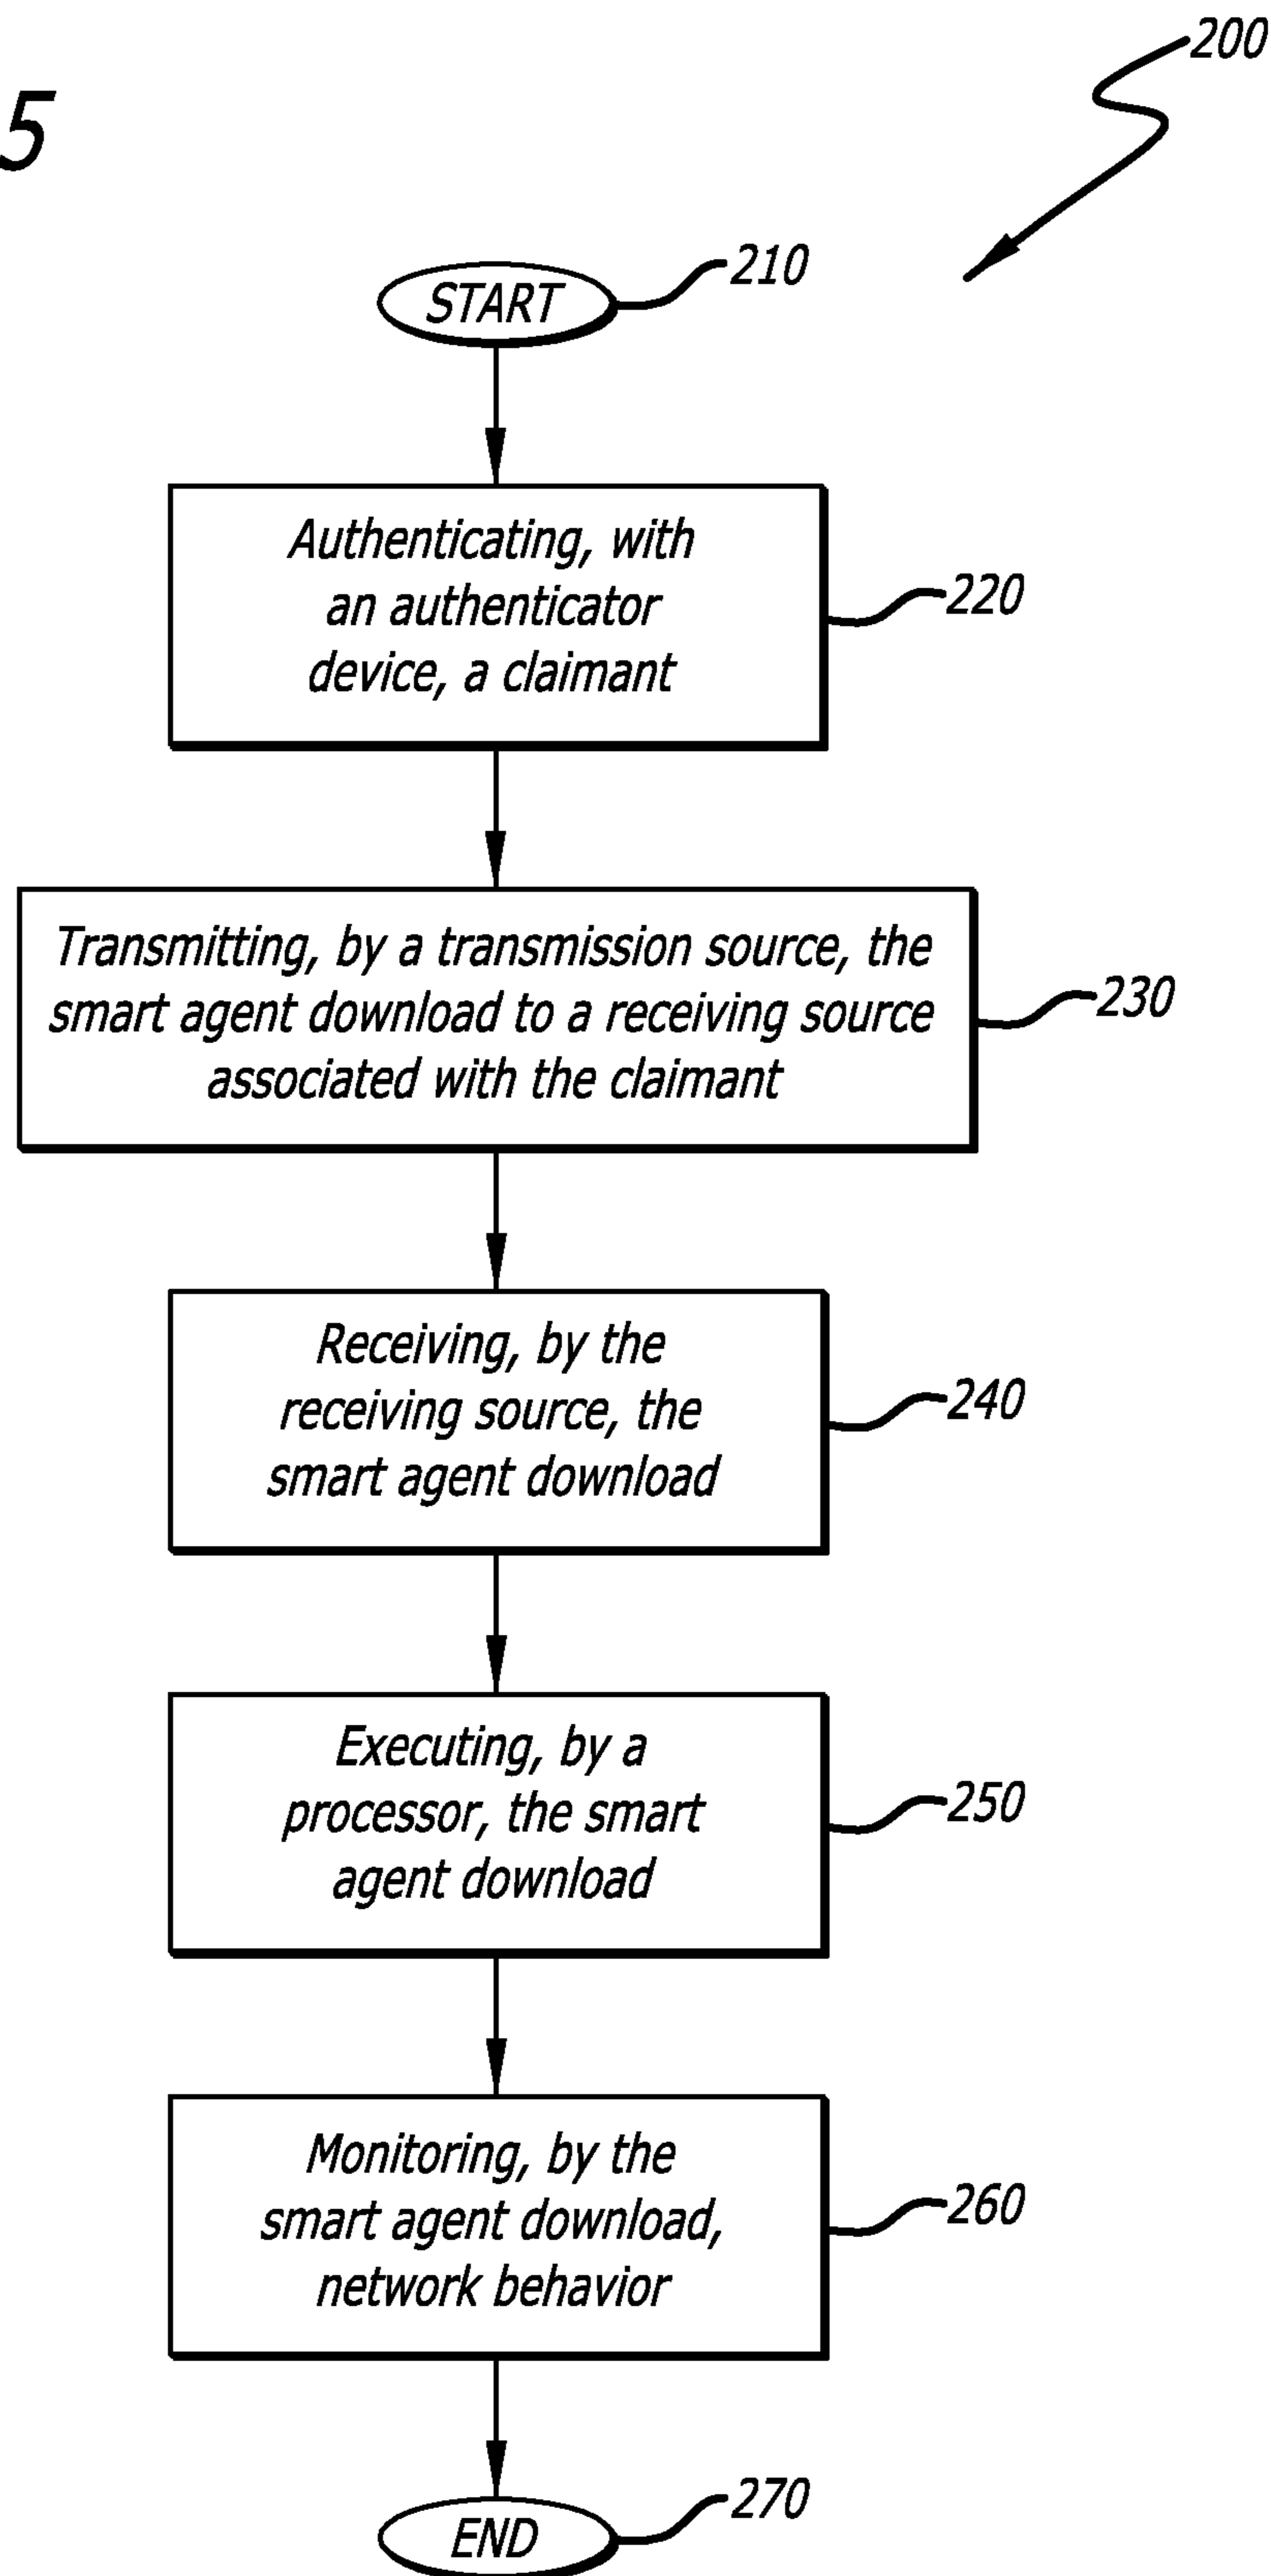 5
200
START
210
Authenticating, with
an authenticator
device, a claimant
220
Transmitting, by a transmission source, the
smart agent download to a receiving source
associated with the claimant
230
Receiving, by the
receiving source, the
smart agent download
240
Executing, by a
processor, the smart
agent download
250
Monitoring, by the
smart agent download,
network behavior
260
END
270